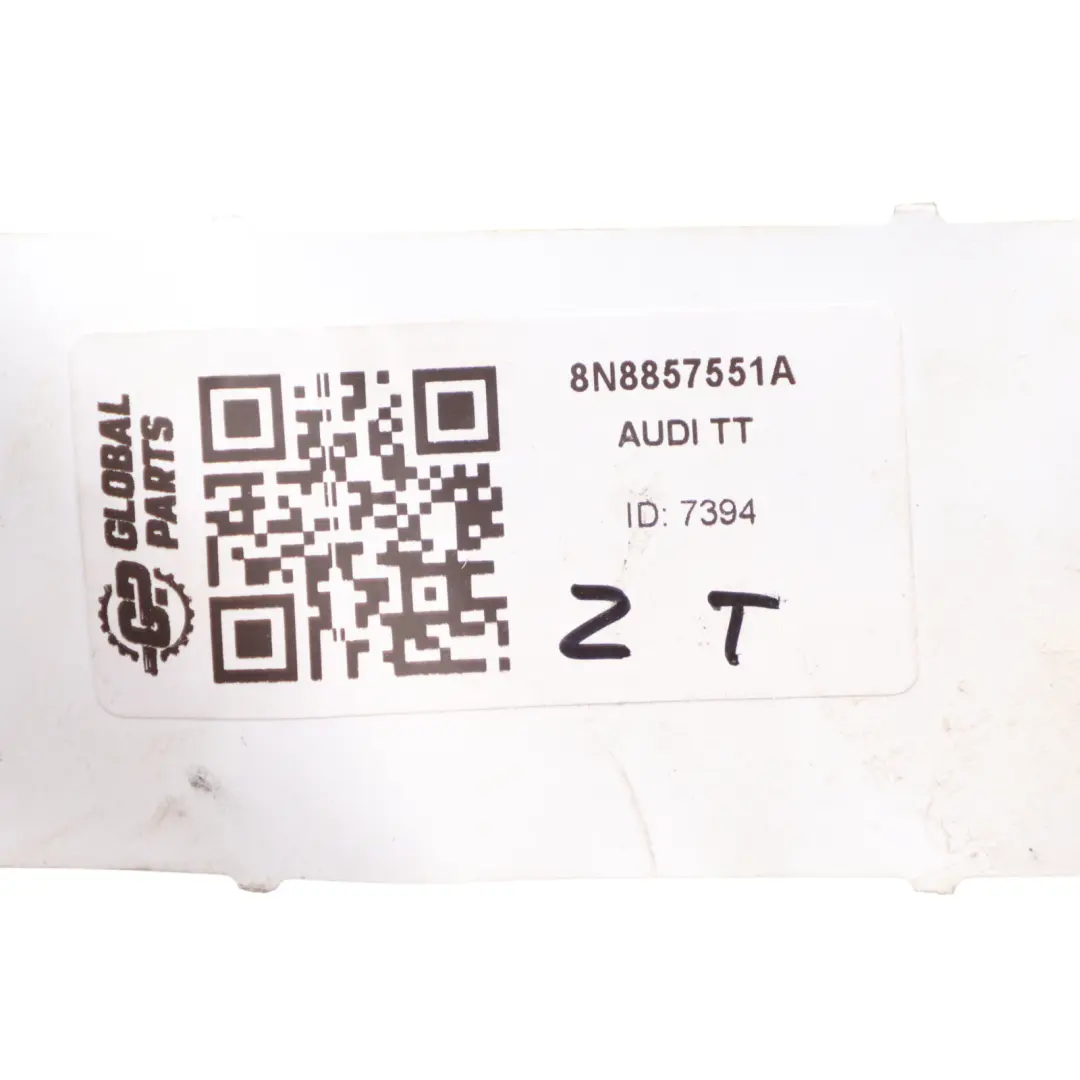 GLOBAL
PARTS
8N8857551A
AUDI TT
ID: 7394
Z T